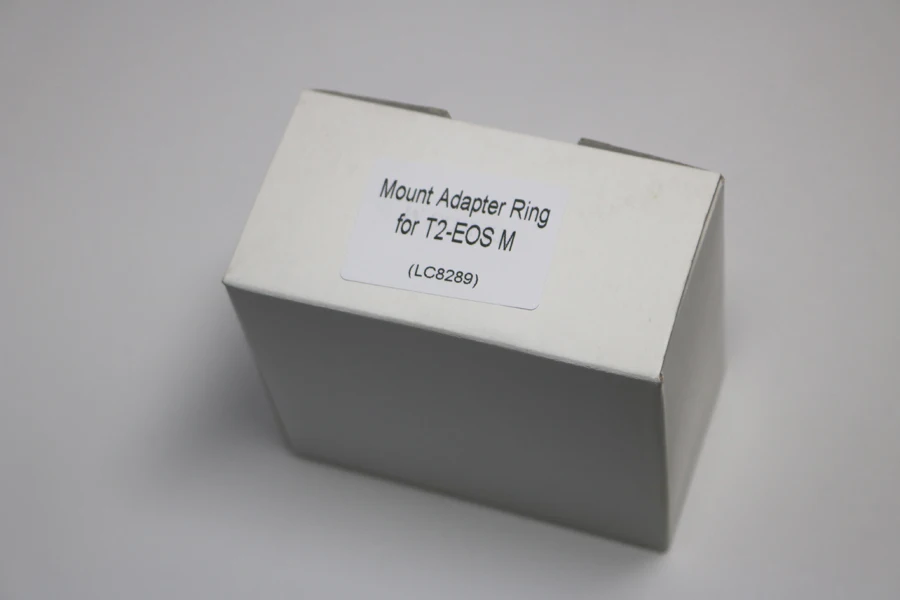 Mount Adapter Ring
for T2-EOS M
(LC8289)